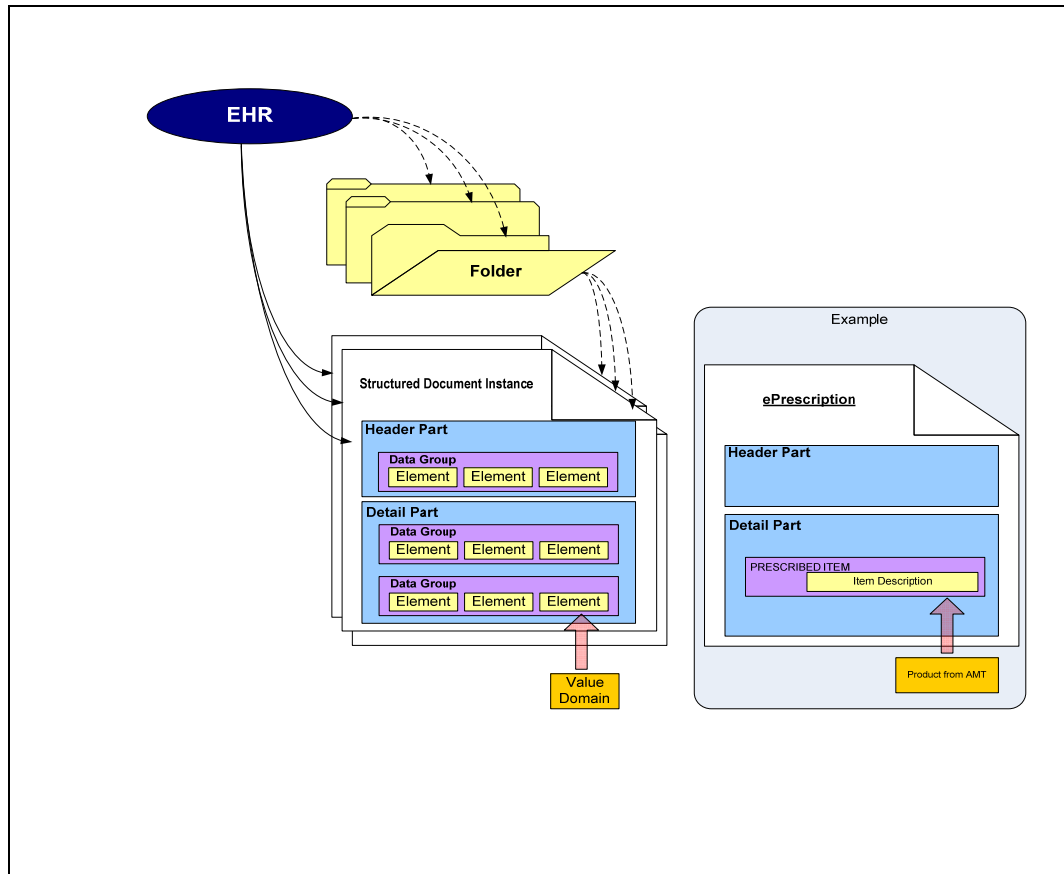 EHR
Folder
Structured Document Instance
Header Part
Data Group
Element Element Element
Detail Part
Data Group
Element Element Element
Data Group
Element Element Element
Value
Domain
Example
ePrescription
Header Part
Detail Part
PRESCRIBED ITEM
Item Description
Product from AMT